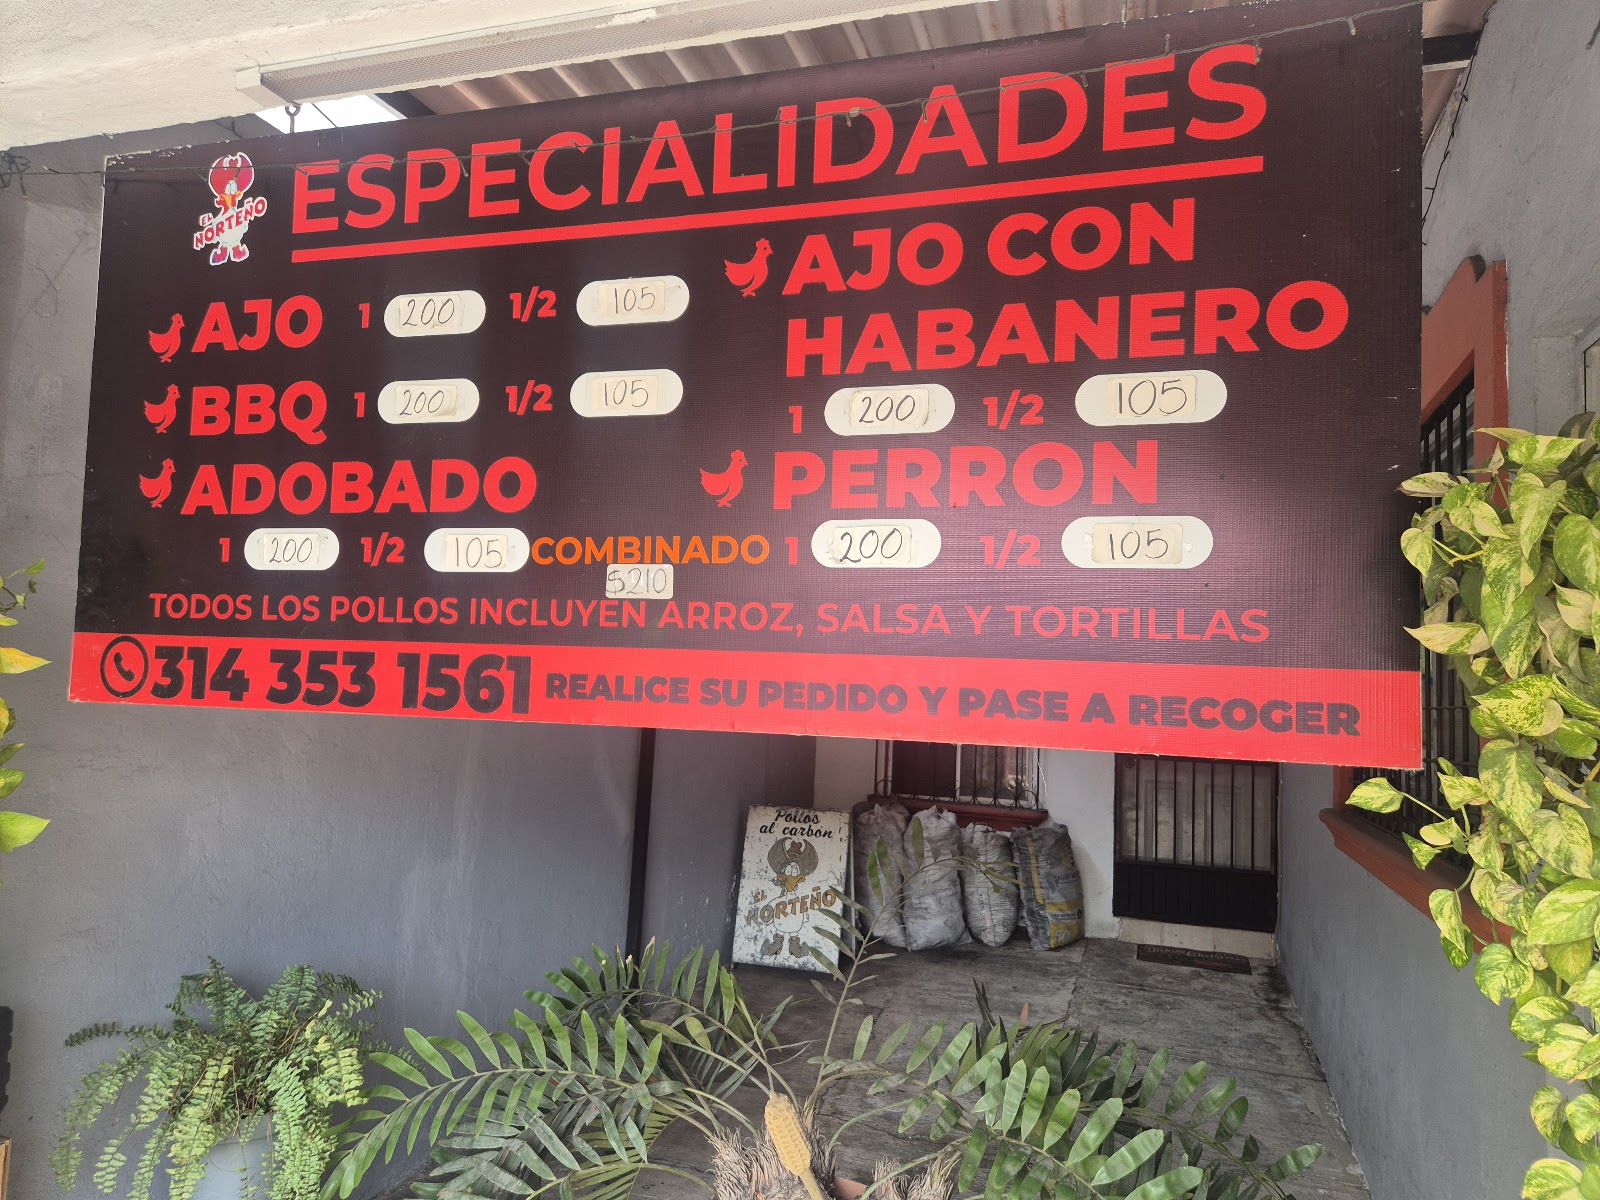 EL
NORTEÑO
ESPECIALIDADES
AJO 1 200 1/2 105
BBQ 1 200 1/2 105
ADOBADO
1 200 1/2 105
AJO CON
HABANERO
1 200 1/2 105
PERRON
COMBINADO 1 200 1/2 105
$210
TODOS LOS POLLOS INCLUYEN ARROZ, SALSA Y TORTILLAS
314 353 1561 REALICE SU PEDIDO Y PASE A RECOGER
Pollos
al carbón!
EL
NORTEÑO